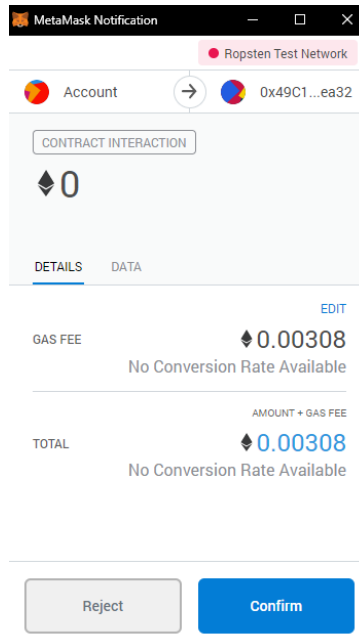 MetaMask Notification
Ropsten Test Network
Account
0x49C1...ea32
CONTRACT INTERACTION
0
DETAILS DATA
EDIT
GAS FEE 0.00308
No Conversion Rate Available
AMOUNT + GAS FEE
TOTAL 0.00308
No Conversion Rate Available
Reject Confirm